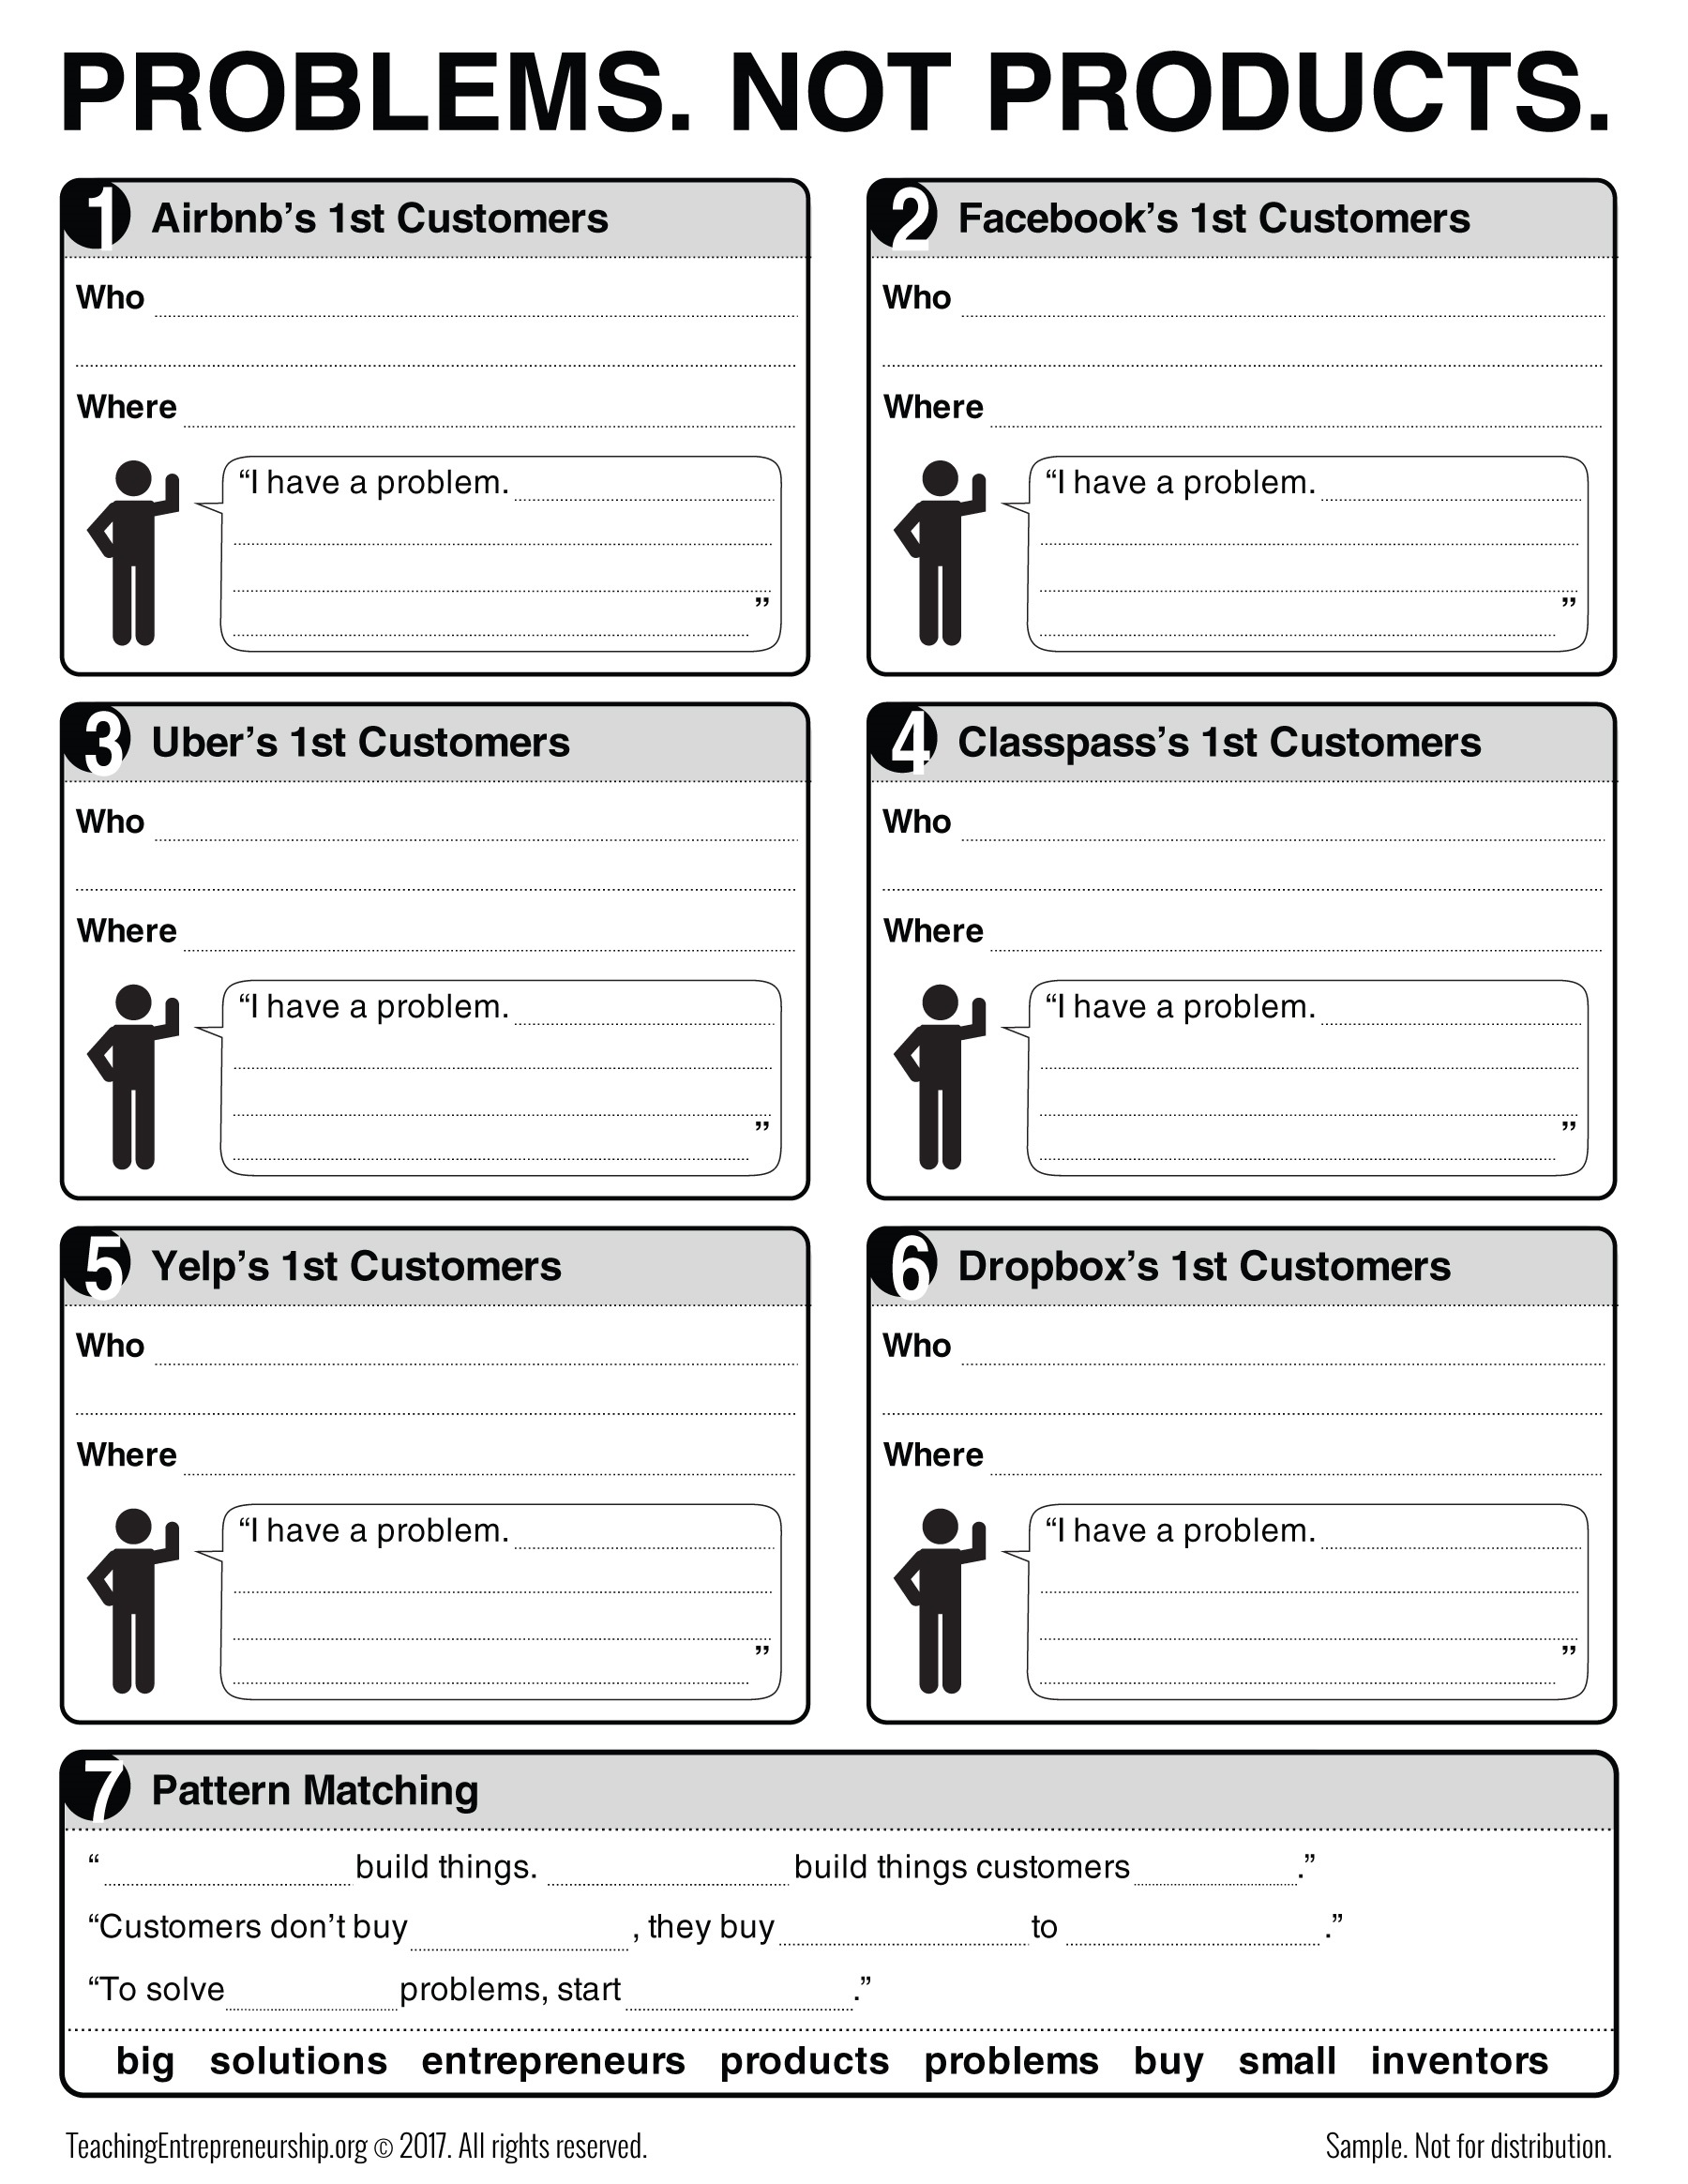 PROBLEMS. NOT PRODUCTS.
1 Airbnb’s 1st Customers
Who
Where
“I have a problem.
”
2 Facebook’s 1st Customers
Who
Where
“I have a problem.
”
3 Uber’s 1st Customers
Who
Where
“I have a problem.
”
4 Classpass’s 1st Customers
Who
Where
“I have a problem.
”
5 Yelp’s 1st Customers
Who
Where
“I have a problem.
”
6 Dropbox’s 1st Customers
Who
Where
“I have a problem.
”
7 Pattern Matching
“ build things. build things customers .”
“Customers don’t buy , they buy to .”
“To solve problems, start .”
big solutions entrepreneurs products problems buy small inventors
TeachingEntrepreneurship.org © 2017. All rights reserved.
Sample. Not for distribution.